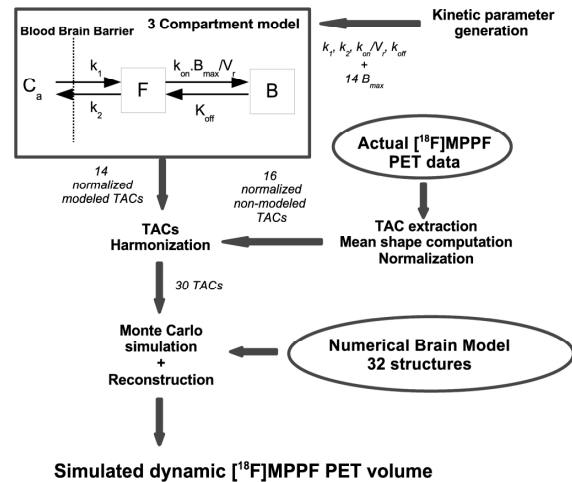 3 Compartment model
Blood Brain Barrier
Ca
k1
k2
F
kon.Bmax/Vr
Koff
B
Kinetic parameter
generation
k1, k2, kon/Vr, koff
+
14 Bmax
Actual [18F]MPPF
PET data
14
normalized
modeled TACs
16
normalized
non-modeled
TACs
TACs
Harmonization
TAC extraction
Mean shape computation
Normalization
30 TACs
Monte Carlo
simulation
+
Reconstruction
Numerical Brain Model
32 structures
Simulated dynamic [18F]MPPF PET volume